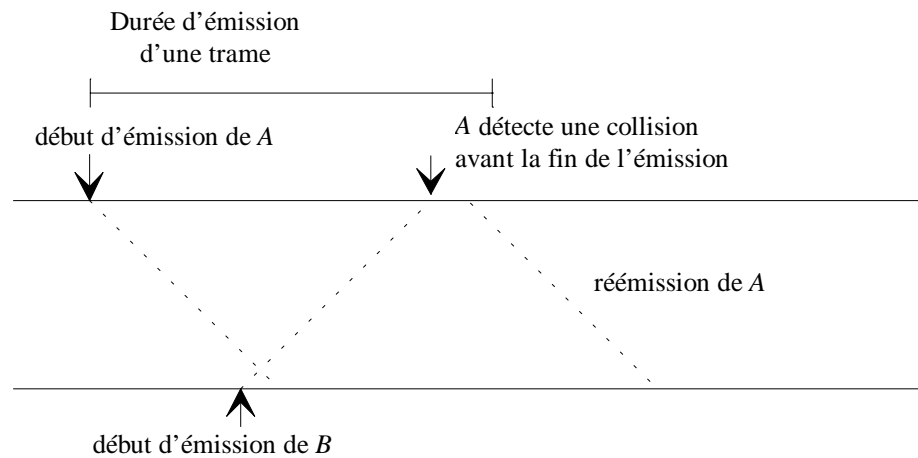 Durée d'émission
d'une trame
début d'émission de A
A détecte une collision
avant la fin de l'émission
réémission de A
début d'émission de B